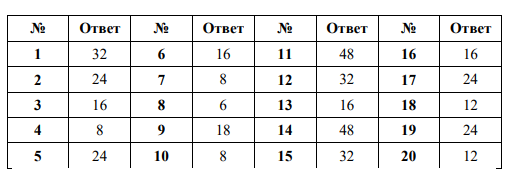 № Ответ № Ответ № Ответ № Ответ
1 32 6 16 11 48 16 16
2 24 7 8 12 32 17 24
3 16 8 6 13 16 18 12
4 8 9 18 14 48 19 24
5 24 10 8 15 32 20 12